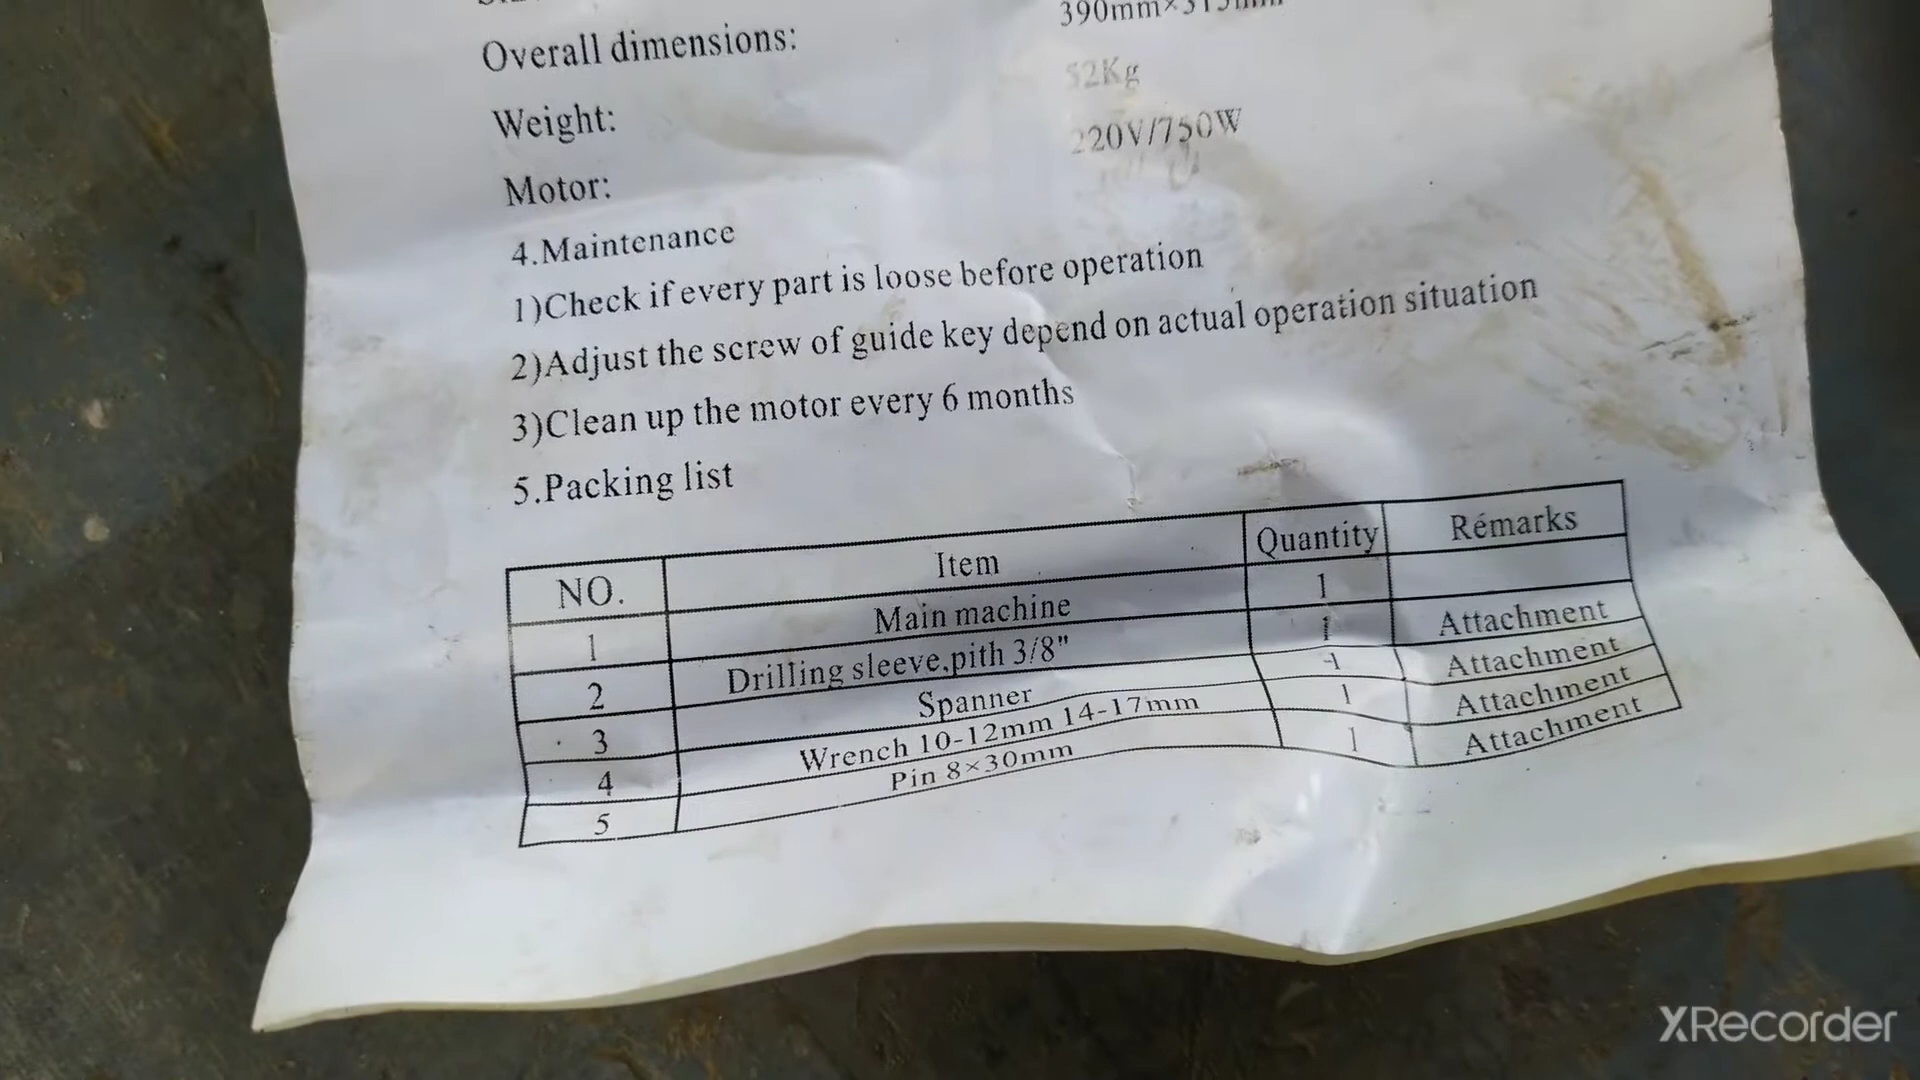 Overall dimensions: 390mm×315mm
Weight: 52Kg
Motor: 220V/750W
4.Maintenance
1)Check if every part is loose before operation
2)Adjust the screw of guide key depend on actual operation situation
3)Clean up the motor every 6 months
5.Packing list
NO. Item Quantity Remarks
1 Main machine 1
2 Drilling sleeve,pith 3/8" 1 Attachment
3 Spanner 1 Attachment
4 Wrench 10-12mm 14-17mm 1 Attachment
5 Pin 8×30mm 1 Attachment
XRecorder